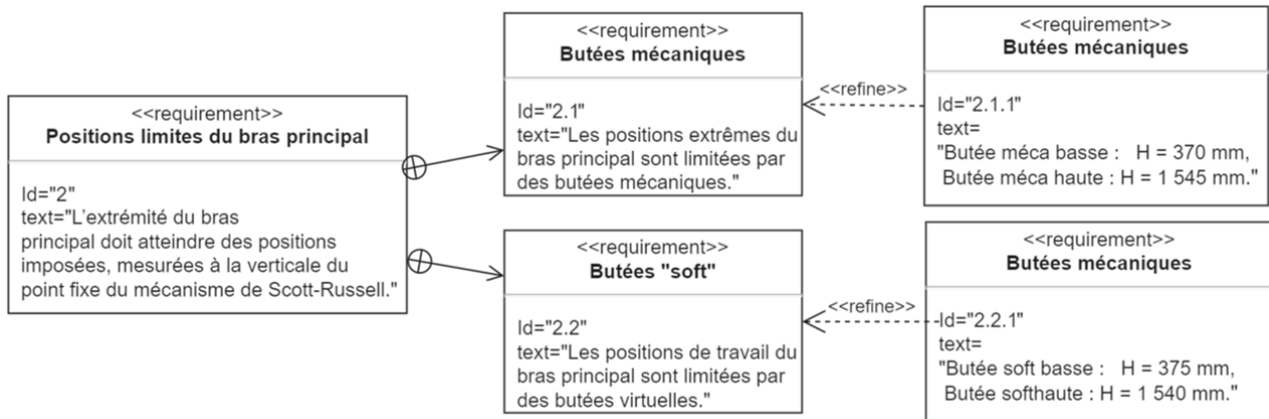 <<requirement>>
Positions limites du bras principal
Id="2"
text="L'extrémité du bras
principal doit atteindre des positions
imposées, mesurées à la verticale du
point fixe du mécanisme de Scott-Russell."
<<requirement>>
Butées mécaniques
Id="2.1"
text="Les positions extrêmes du
bras principal sont limitées par
des butées mécaniques."
<<refine>>
<<requirement>>
Butées mécaniques
Id="2.1.1"
text=
"Butée méca basse : H = 370 mm,
Butée méca haute : H = 1 545 mm."
<<requirement>>
Butées "soft"
Id="2.2"
text="Les positions de travail du
bras principal sont limitées par
des butées virtuelles."
<<refine>>
<<requirement>>
Butées mécaniques
Id="2.2.1"
text=
"Butée soft basse : H = 375 mm,
Butée softhaute : H = 1 540 mm."